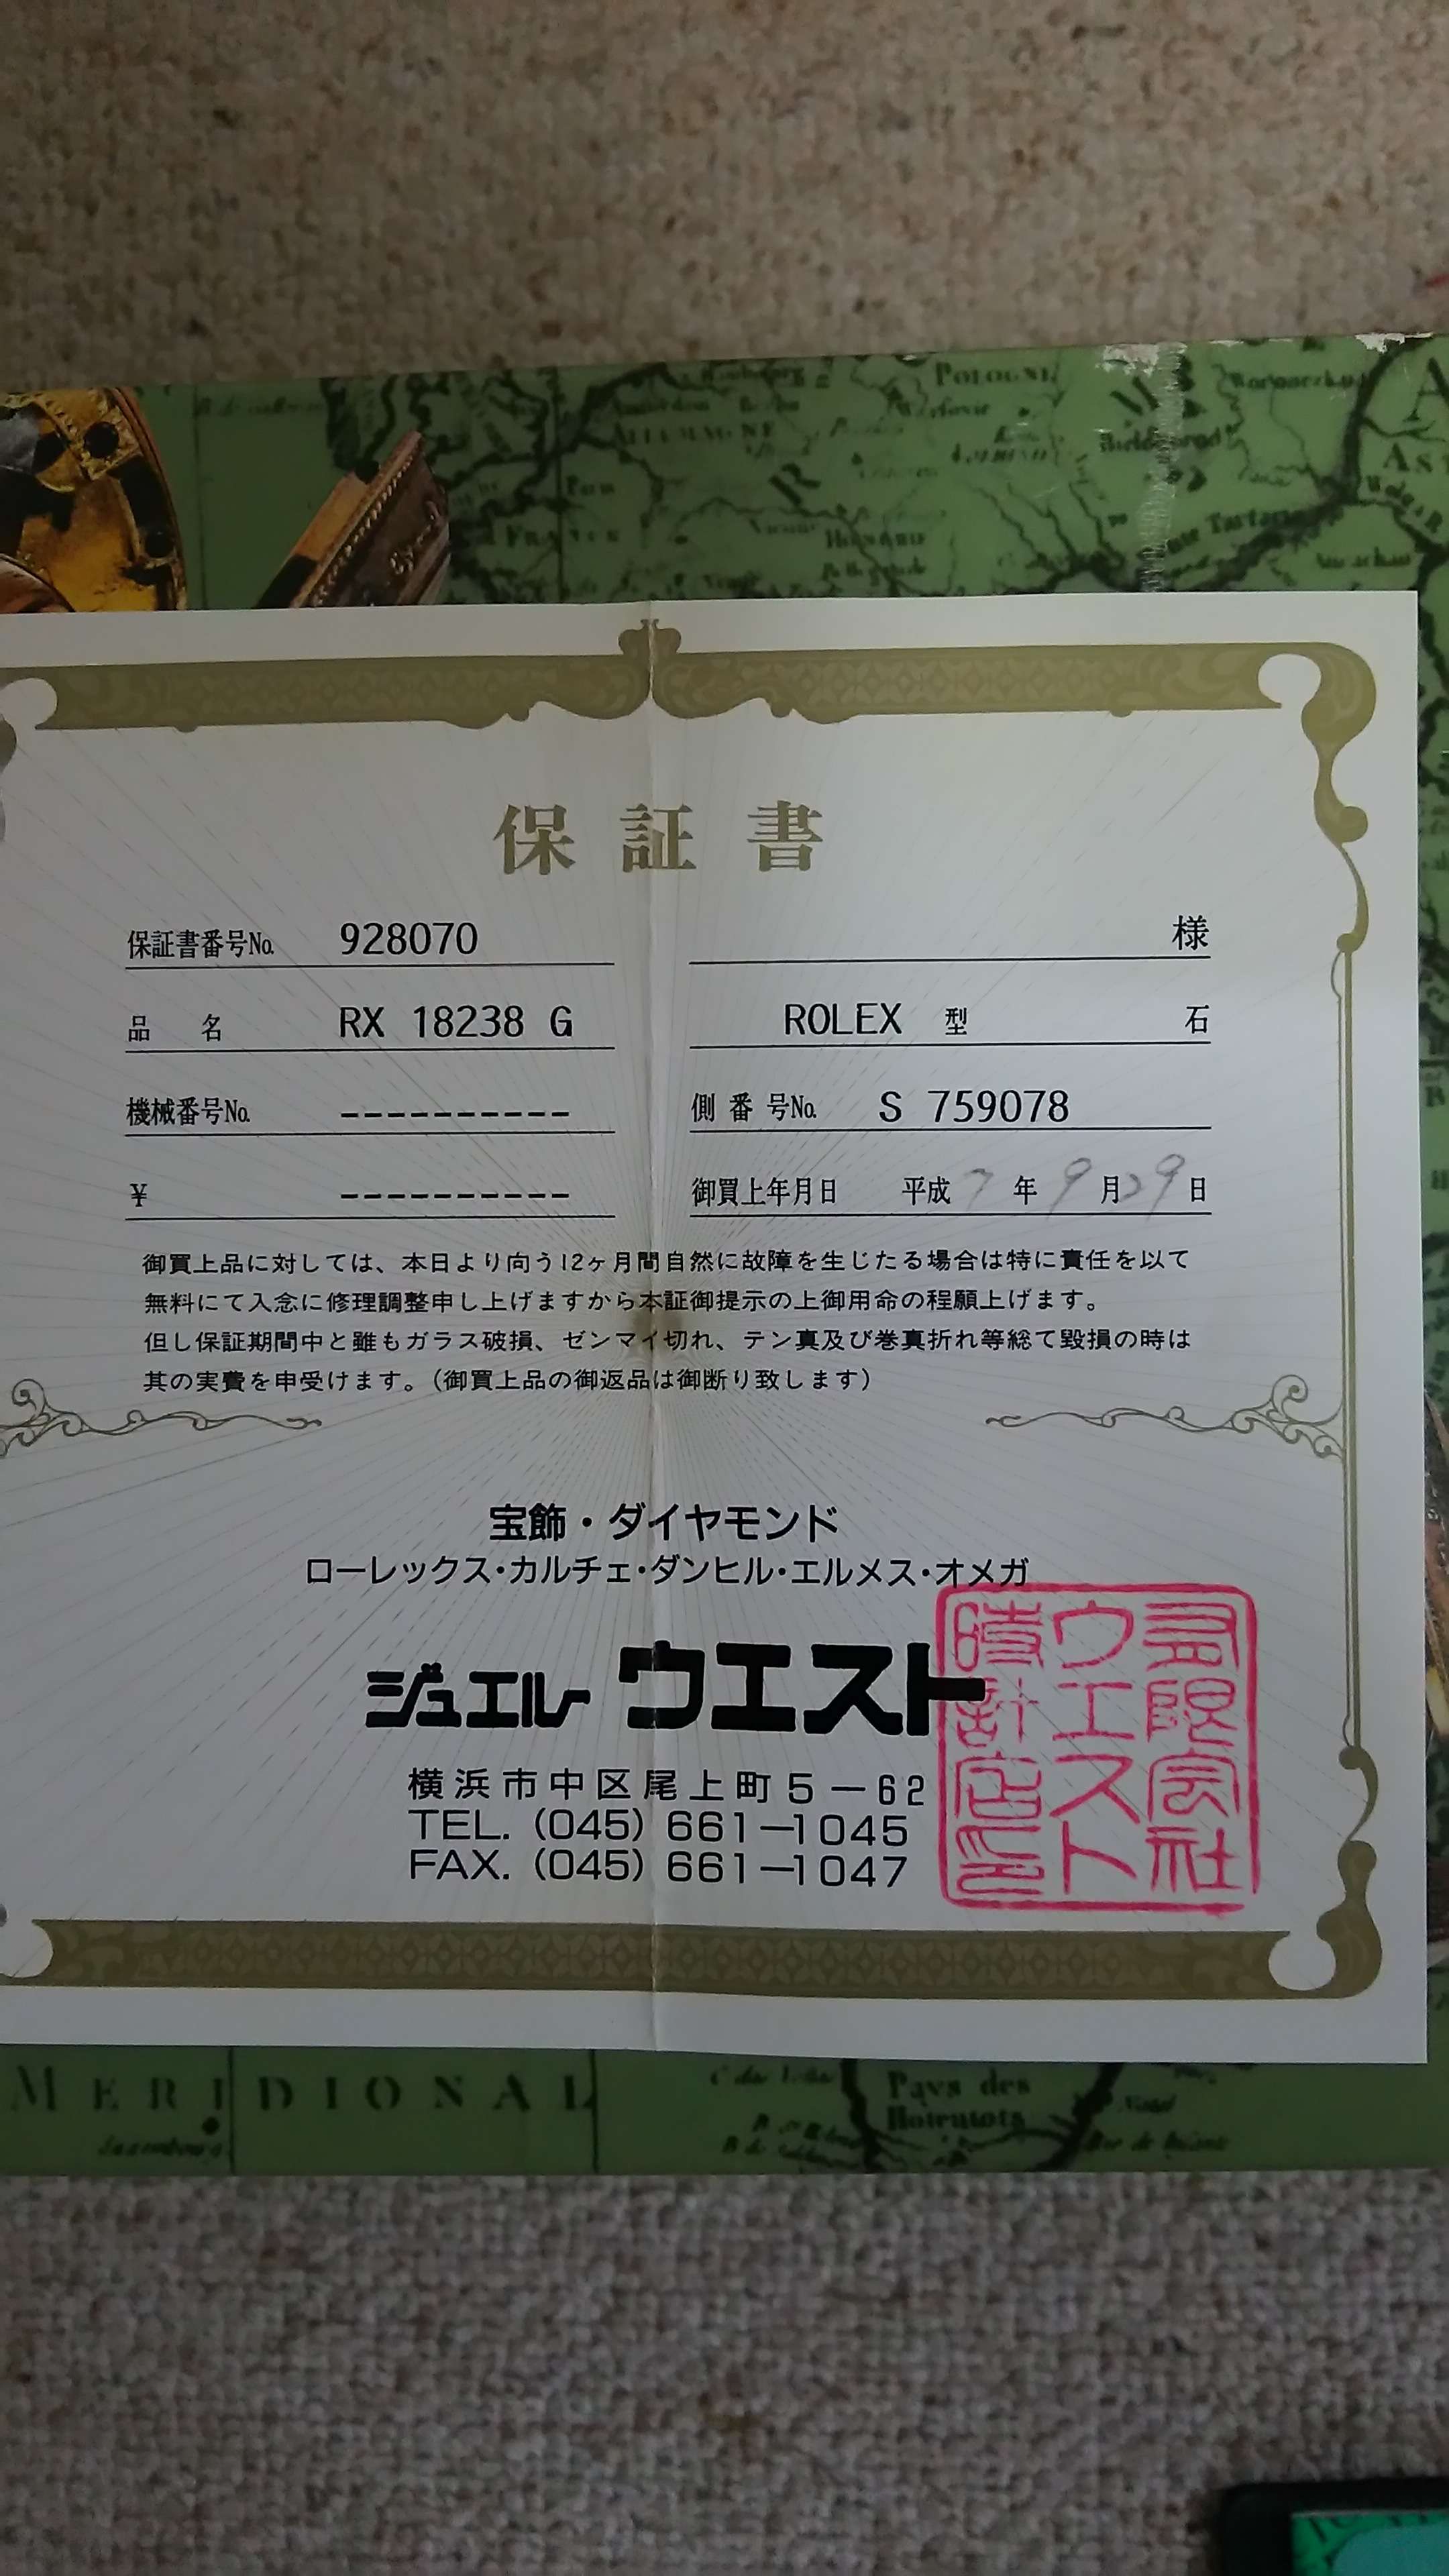 POLOGNE
ALLEMAGNE
Paris
FRANCE
HONGRIE
保証書
保証書番号No. 928070 様
品名 RX 18238 G ROLEX 型 石
機械番号No. ---------- 側番号No. S 759078
¥ ---------- 御買上年月日 平成 7 年 9 月 29 日
御買上品に対しては、本日より向う12ヶ月間自然に故障を生じたる場合は特に責任を以て
無料にて入念に修理調整申し上げますから本証御提示の上御用命の程願上げます。
但し保証期間中と雖もガラス破損、ゼンマイ切れ、テン真及び巻真折れ等総て毀損の時は
其の実費を申受けます。(御買上品の御返品は御断り致します)
宝飾・ダイヤモンド
ローレックス・カルチェ・ダンヒル・エルメス・オメガ
ジュエルー ウエスト
有限会社
ウエスト
時計店印
横浜市中区尾上町5-62
TEL. (045) 661-1045
FAX. (045) 661-1047
MERIDIONAL
Pays des
Hotentots